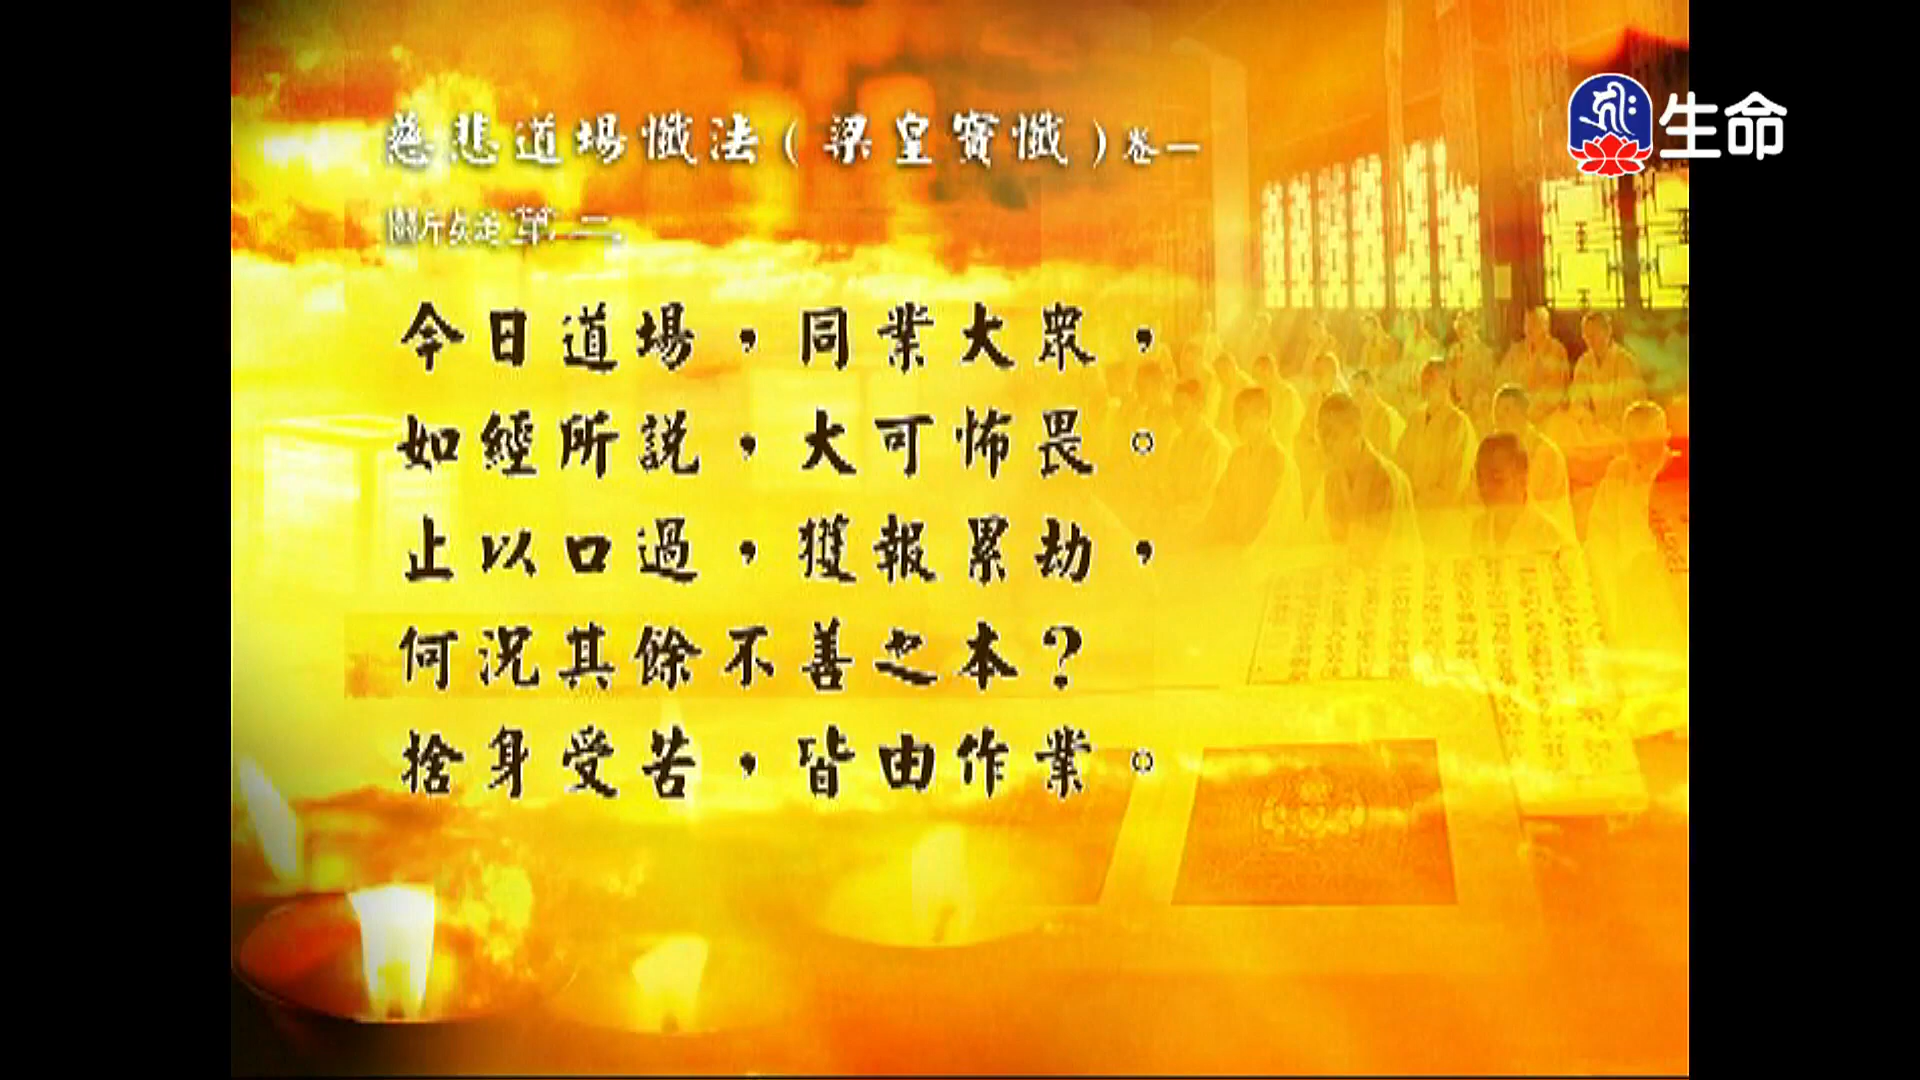 慈悲道場懺法（梁皇寶懺）卷一
生命
斷疑第二
今日道場，同業大眾，
如經所說，大可怖畏。
止以口過，獲報累劫，
何況其餘不善之本？
捨身受苦，皆由作業。